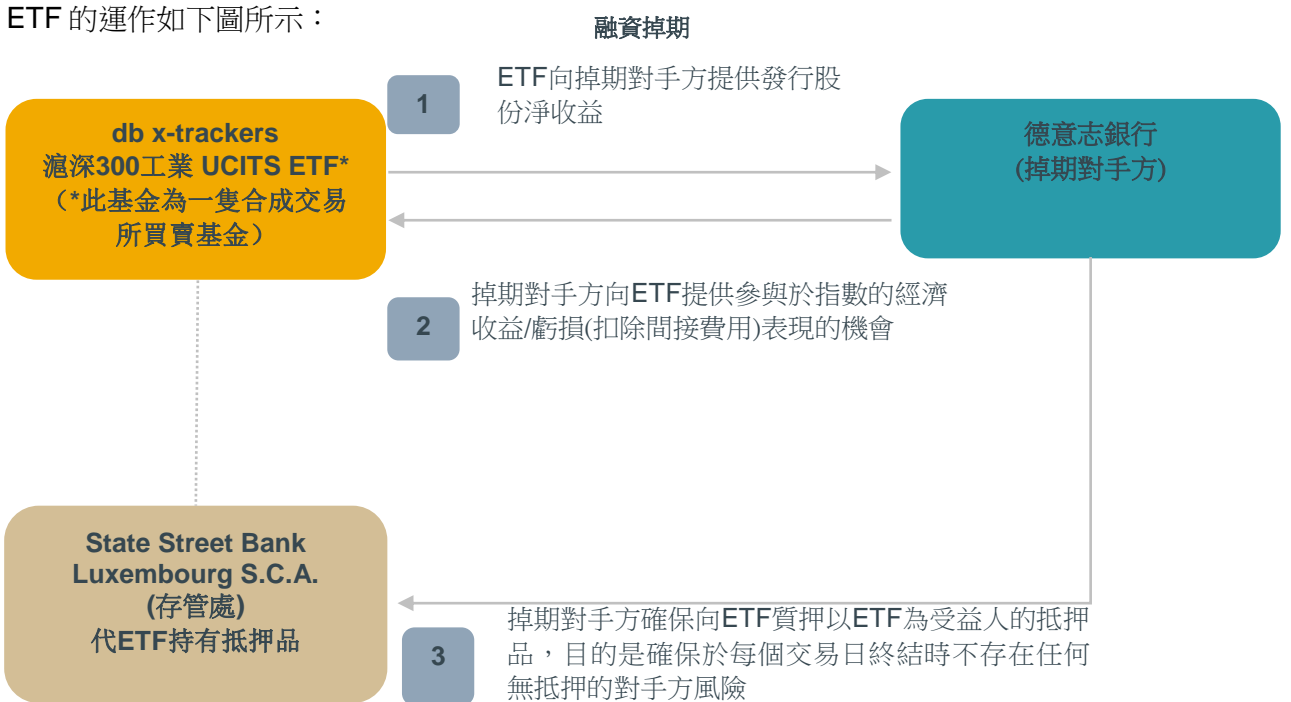 ETF 的運作如下圖所示：
融資掉期
1
ETF向掉期對手方提供發行股
份淨收益
db x-trackers
滬深300工業 UCITS ETF*
（*此基金為一隻合成交易
所買賣基金）
德意志銀行
(掉期對手方)
2
掉期對手方向ETF提供參與於指數的經濟
收益/虧損(扣除間接費用)表現的機會
State Street Bank
Luxembourg S.C.A.
(存管處)
代ETF持有抵押品
3
掉期對手方確保向ETF質押以ETF為受益人的抵押
品，目的是確保於每個交易日終結時不存在任何
無抵押的對手方風險